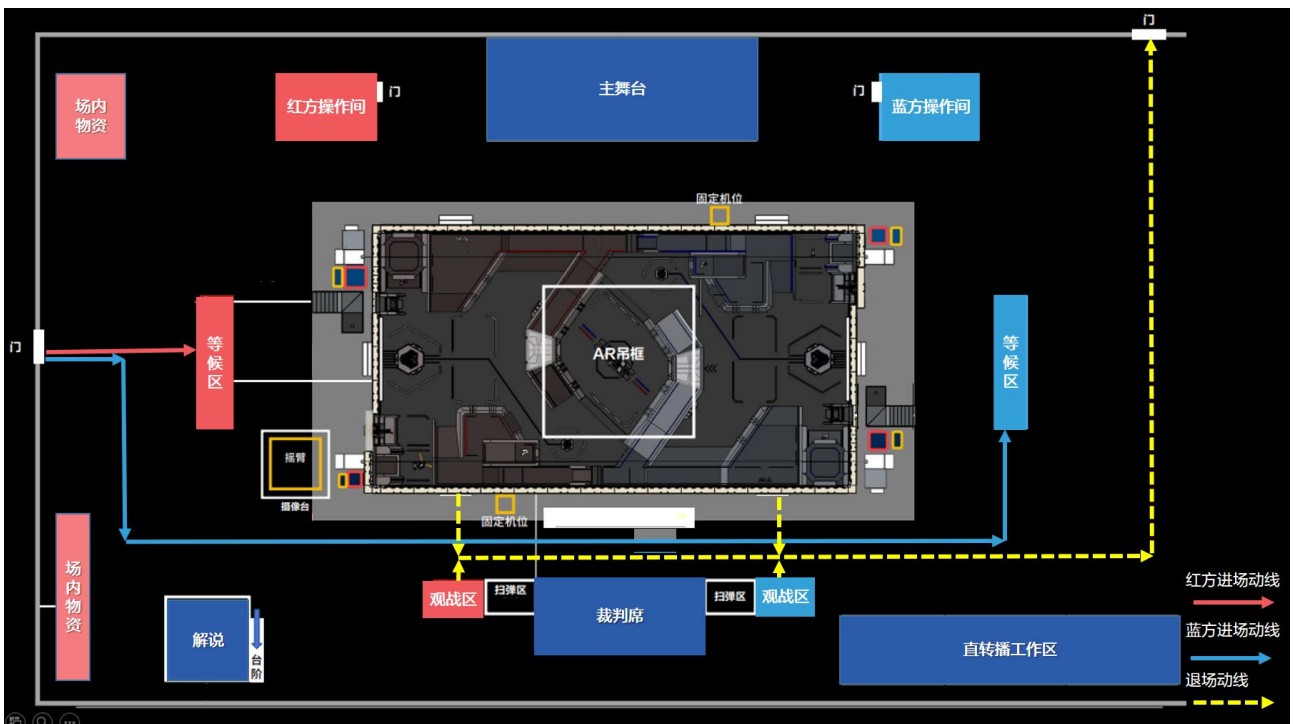 门
场内
物资
红方操作间
门
主舞台
门
蓝方操作间
固定机位
门
等
候
区
AR吊框
等
候
区
摇臂
摄像台
固定机位
场
内
物
资
解说
台
阶
观战区
扫弹区
裁判席
扫弹区
观战区
直转播工作区
红方进场动线
蓝方进场动线
退场动线